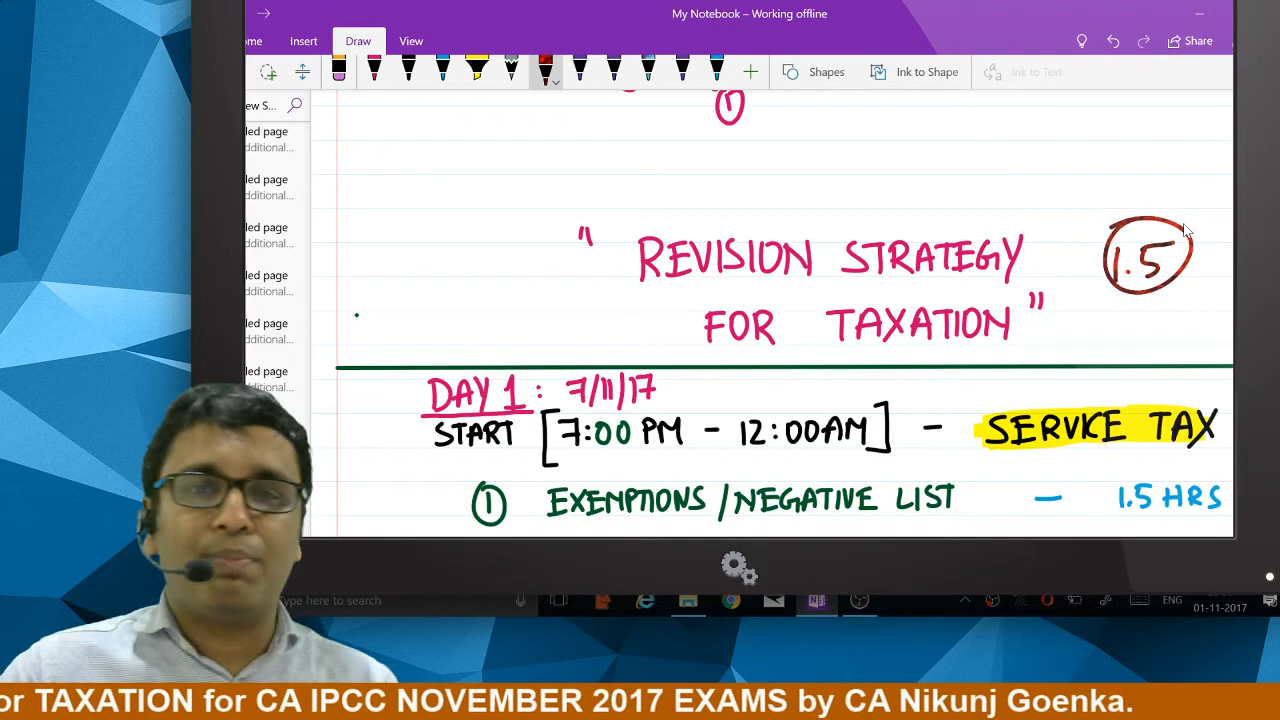 My Notebook – Working offline
ome Insert Draw View Share
Shapes Ink to Shape Ink to Text
ew S...
led page
dditional...
led page
dditional...
led page
dditional...
led page
dditional...
led page
dditional...
led page
dditional...
①
" REVISION STRATEGY 1.5
FOR TAXATION "
DAY 1 : 7/11/17
START [7:00 PM – 12:00AM] – SERVICE TAX
① EXEMPTIONS /NEGATIVE LIST – 1.5 HRS
Type here to search
ENG
01-11-2017
or TAXATION for CA IPCC NOVEMBER 2017 EXAMS by CA Nikunj Goenka.